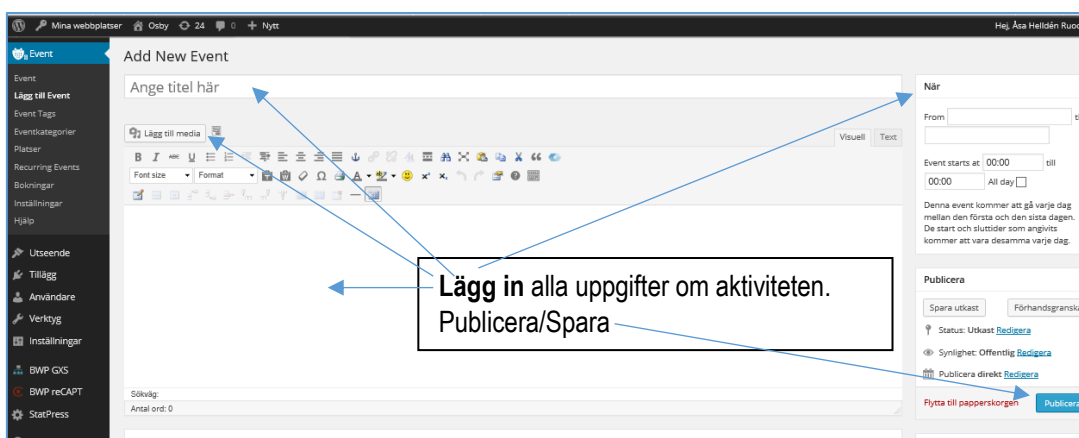 Mina webbplatser Osby 24 0 Nytt
Hej, Åsa Helldén Ruoc
Event
Event
Lägg till Event
Event Tags
Eventkategorier
Platser
Recurring Events
Bokningar
Inställningar
Hjälp
Utseende
Tillägg
Användare
Verktyg
Inställningar
BWP GXS
BWP reCAPT
StatPress
Add New Event
Ange titel här
Lägg till media
Visuell Text
B I ABC U
Font size Format
Lägg in alla uppgifter om aktiviteten.
Publicera/Spara
Sökväg:
Antal ord: 0
När
From
Event starts at 00:00 till
00:00 All day
Denna event kommer att gå varje dag
mellan den första och den sista dagen.
De start och sluttider som angivits
kommer att vara desamma varje dag.
Publicera
Spara utkast Förhandsgranska
Status: Utkast Redigera
Synlighet: Offentlig Redigera
Publicera direkt Redigera
Flytta till papperskorgen Publicera